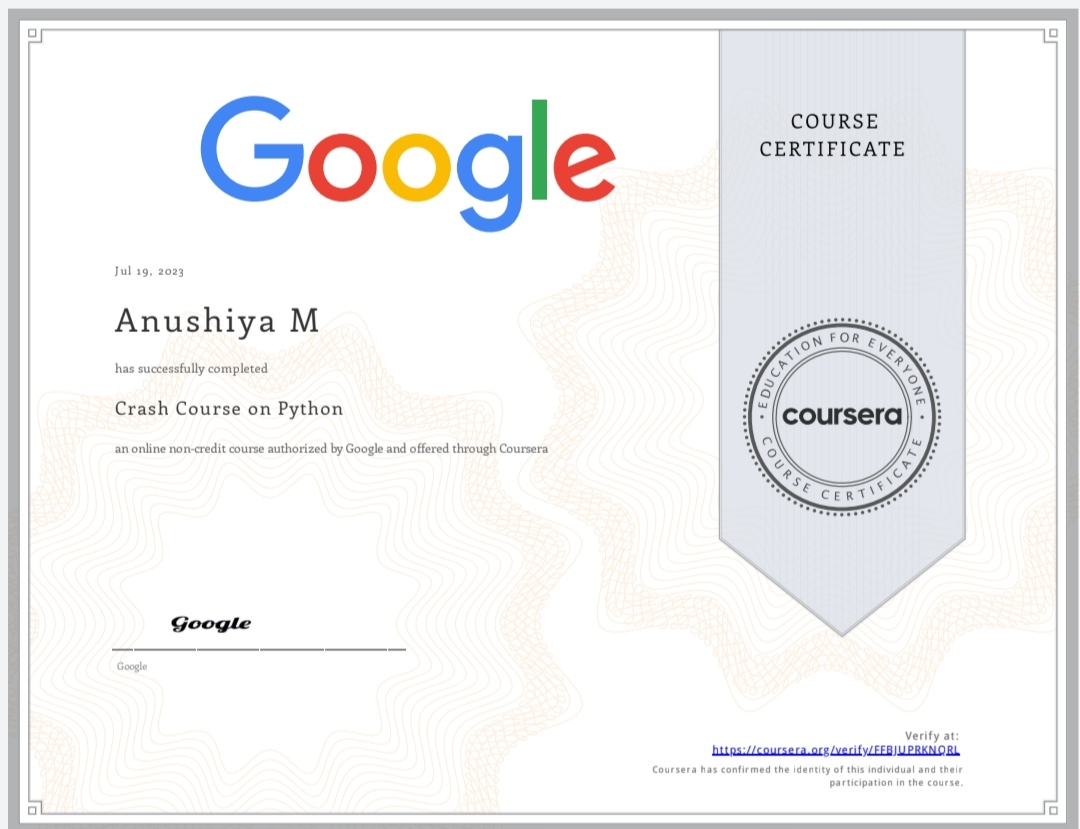 Google
COURSE
CERTIFICATE
Jul 19, 2023
Anushiya M
has successfully completed
Crash Course on Python
an online non-credit course authorized by Google and offered through Coursera
EDUCATION FOR EVERYONE
coursera
COURSE CERTIFICATE
Google
Google
Verify at:
https://coursera.org/verify/FFBJUPRKNQRL
Coursera has confirmed the identity of this individual and their
participation in the course.